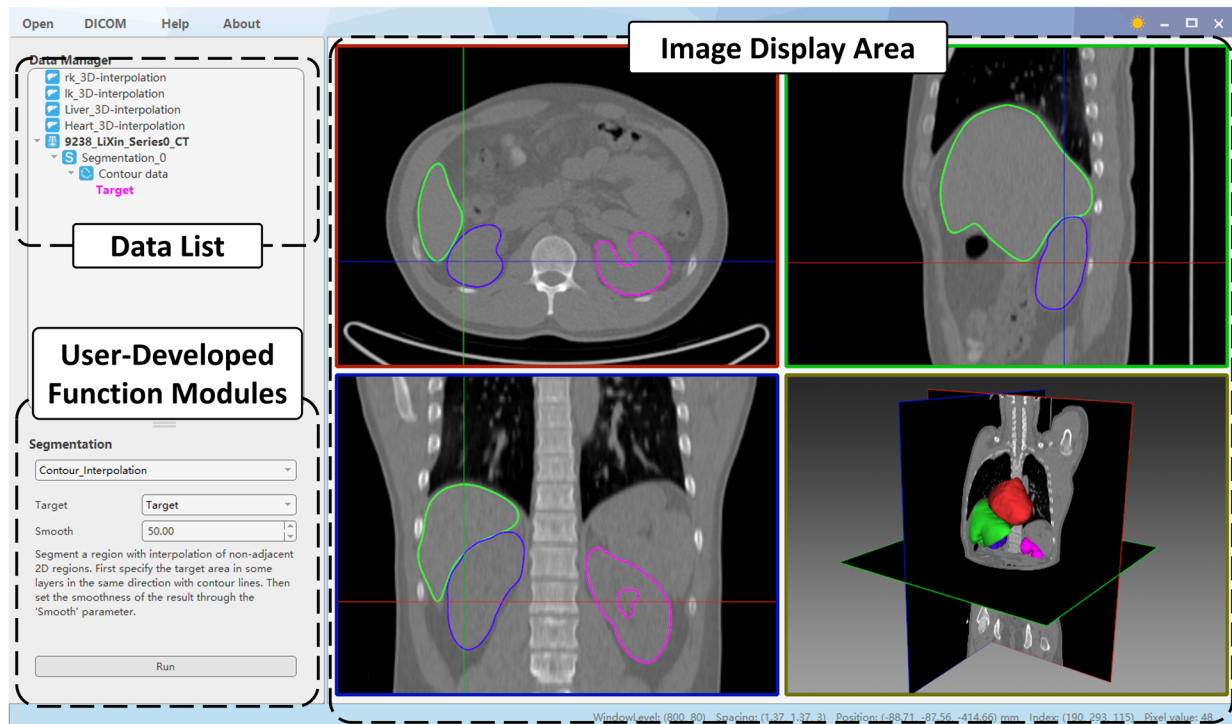 Open DICOM Help About
Image Display Area
Data Manager
rk_3D-interpolation
lk_3D-interpolation
Liver_3D-interpolation
Heart_3D-interpolation
9238_LiXin_Series0_CT
S Segmentation_0
Contour data
Target
Data List
User-Developed
Function Modules
Segmentation
Contour_Interpolation
Target Target
Smooth 50.00
Segment a region with interpolation of non-adjacent
2D regions. First specify the target area in some
layers in the same direction with contour lines. Then
set the smoothness of the result through the
'Smooth' parameter.
Run
WindowLevel: (800, 80) Spacing: (1.37, 1.37, 3) Position: (-88.71, -87.56, -414.66) mm Index: (190, 293, 115) Pixel value: 48